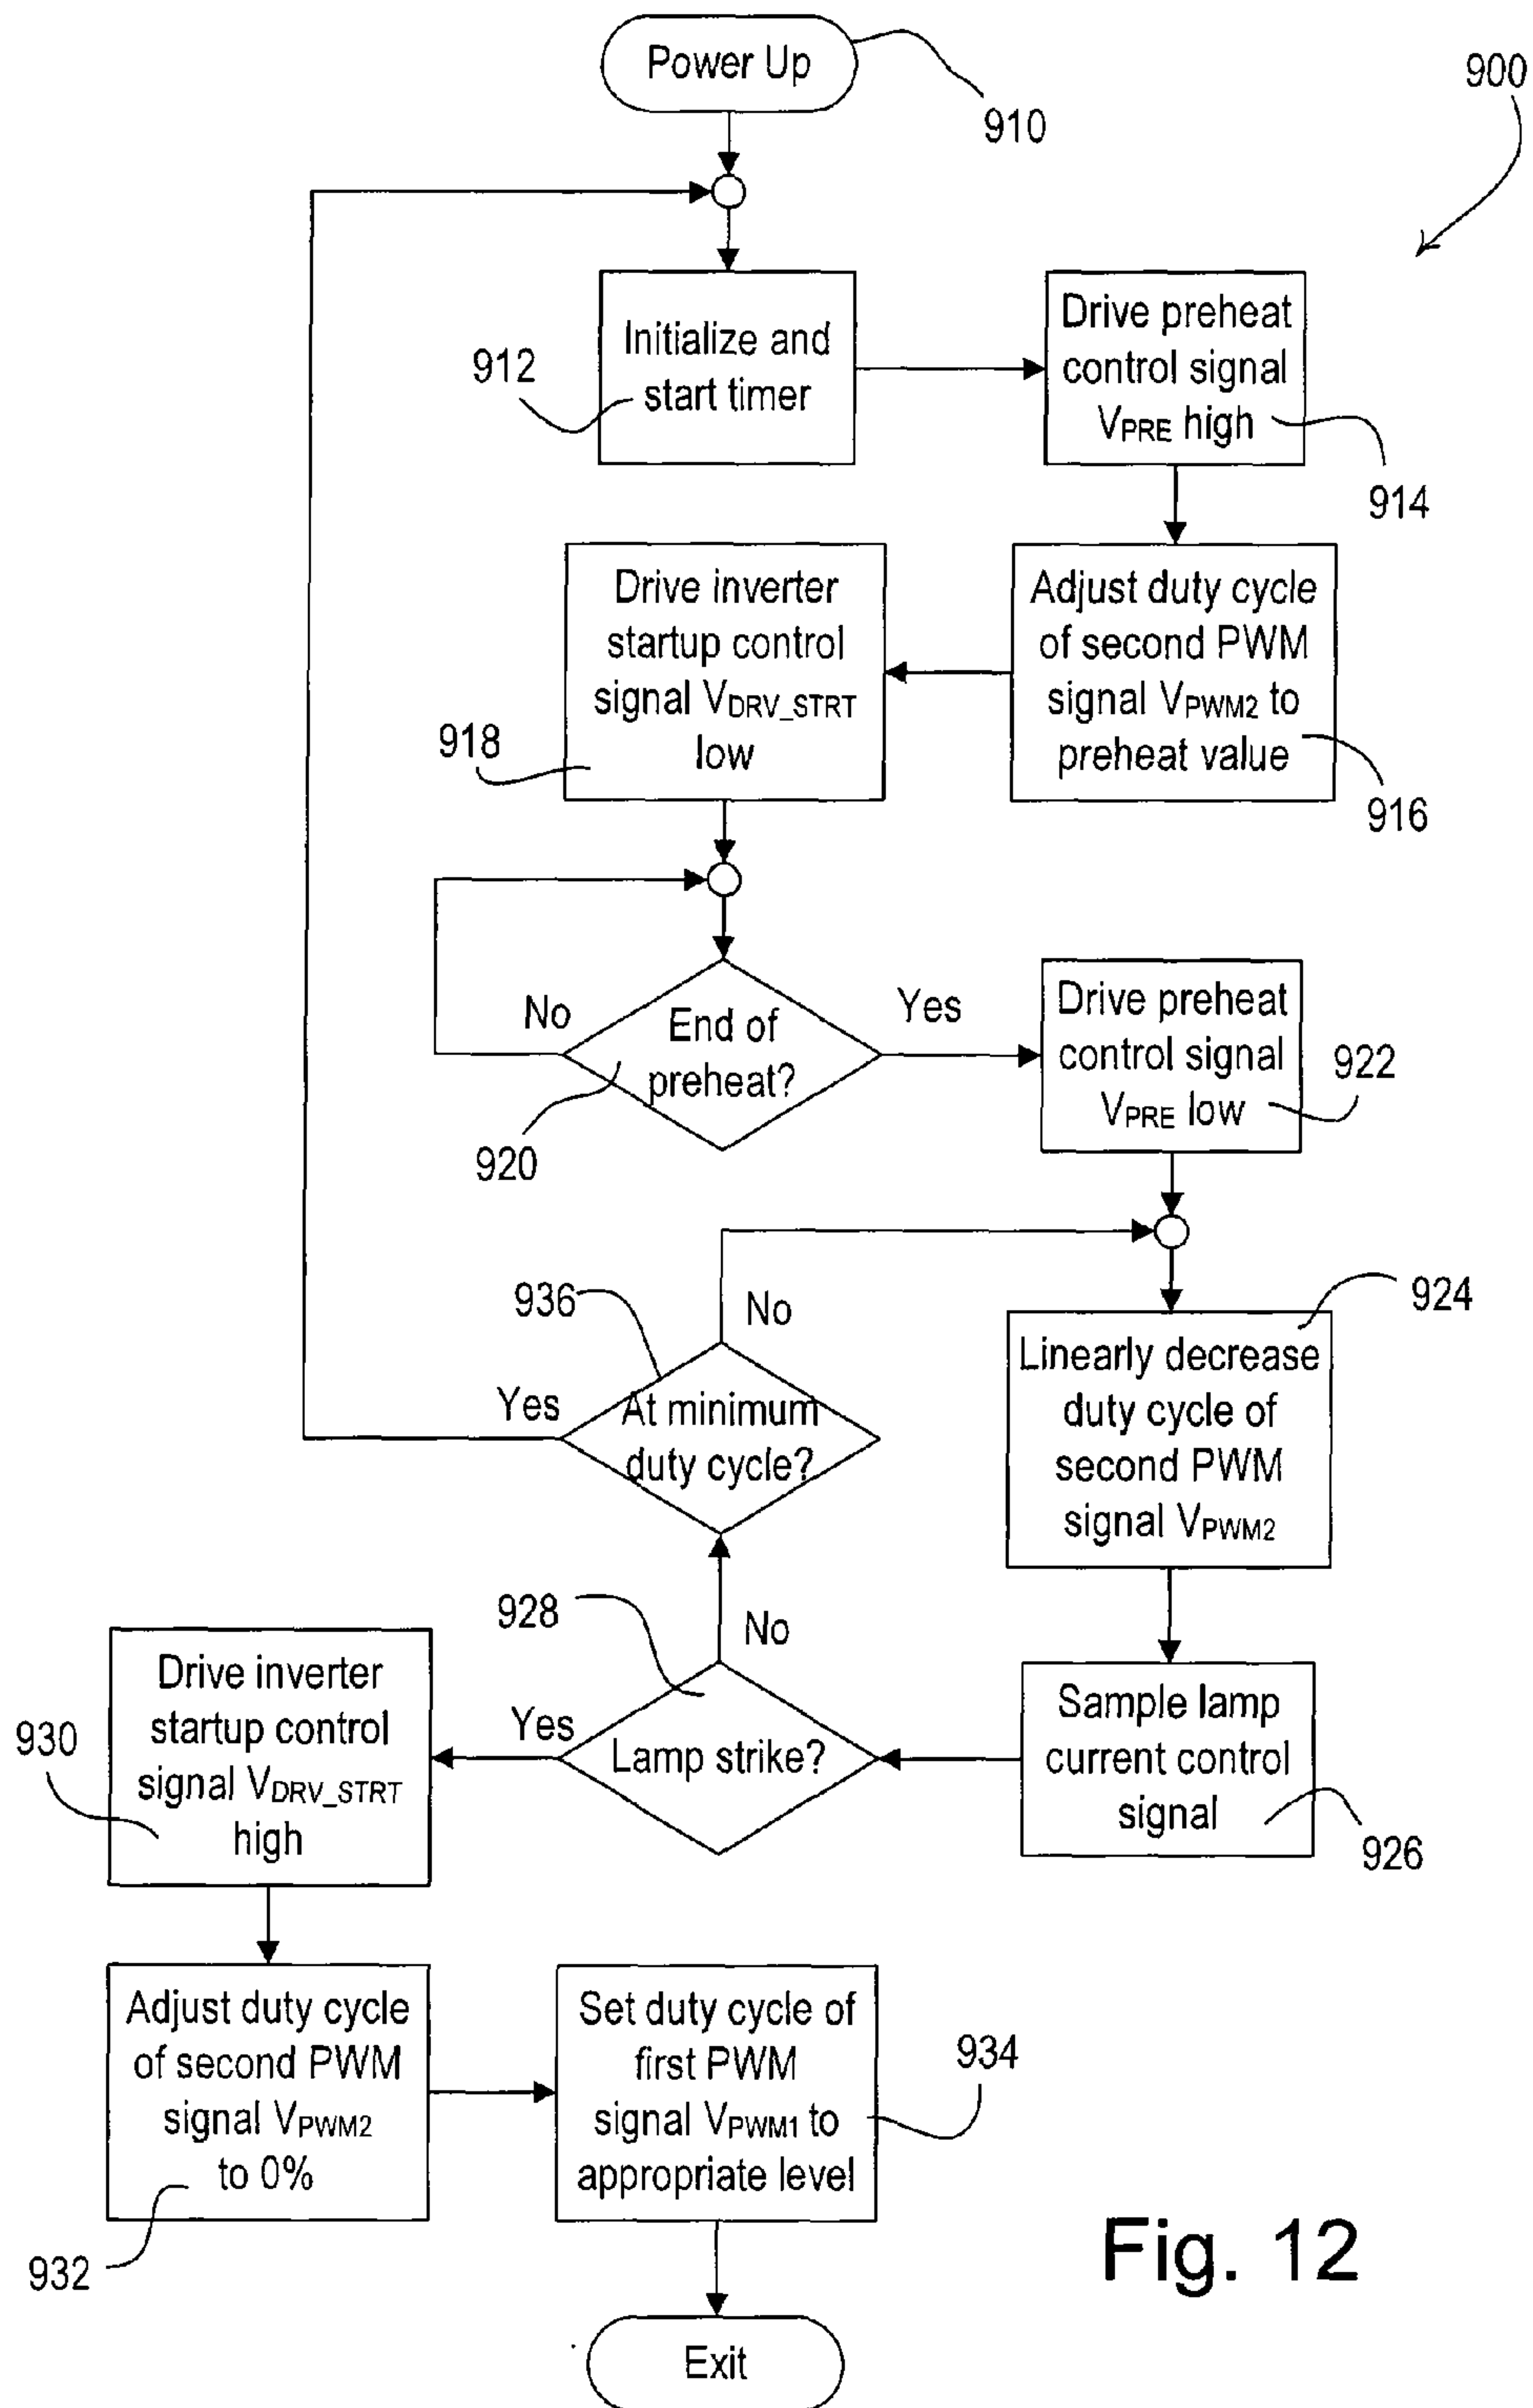 Power Up
910
900
Initialize and
start timer
912
Drive preheat
control signal
VPRE high
914
Adjust duty cycle
of second PWM
signal VPWM2 to
preheat value
916
Drive inverter
startup control
signal VDRV_STRT
low
918
End of
preheat?
No
Yes
920
Drive preheat
control signal
VPRE low
922
Linearly decrease
duty cycle of
second PWM
signal VPWM2
924
Sample lamp
current control
signal
926
Lamp strike?
928
No
Yes
At minimum
duty cycle?
936
No
Yes
Drive inverter
startup control
signal VDRV_STRT
high
930
Adjust duty cycle
of second PWM
signal VPWM2
to 0%
932
Set duty cycle of
first PWM
signal VPWM1 to
appropriate level
934
Exit
Fig. 12